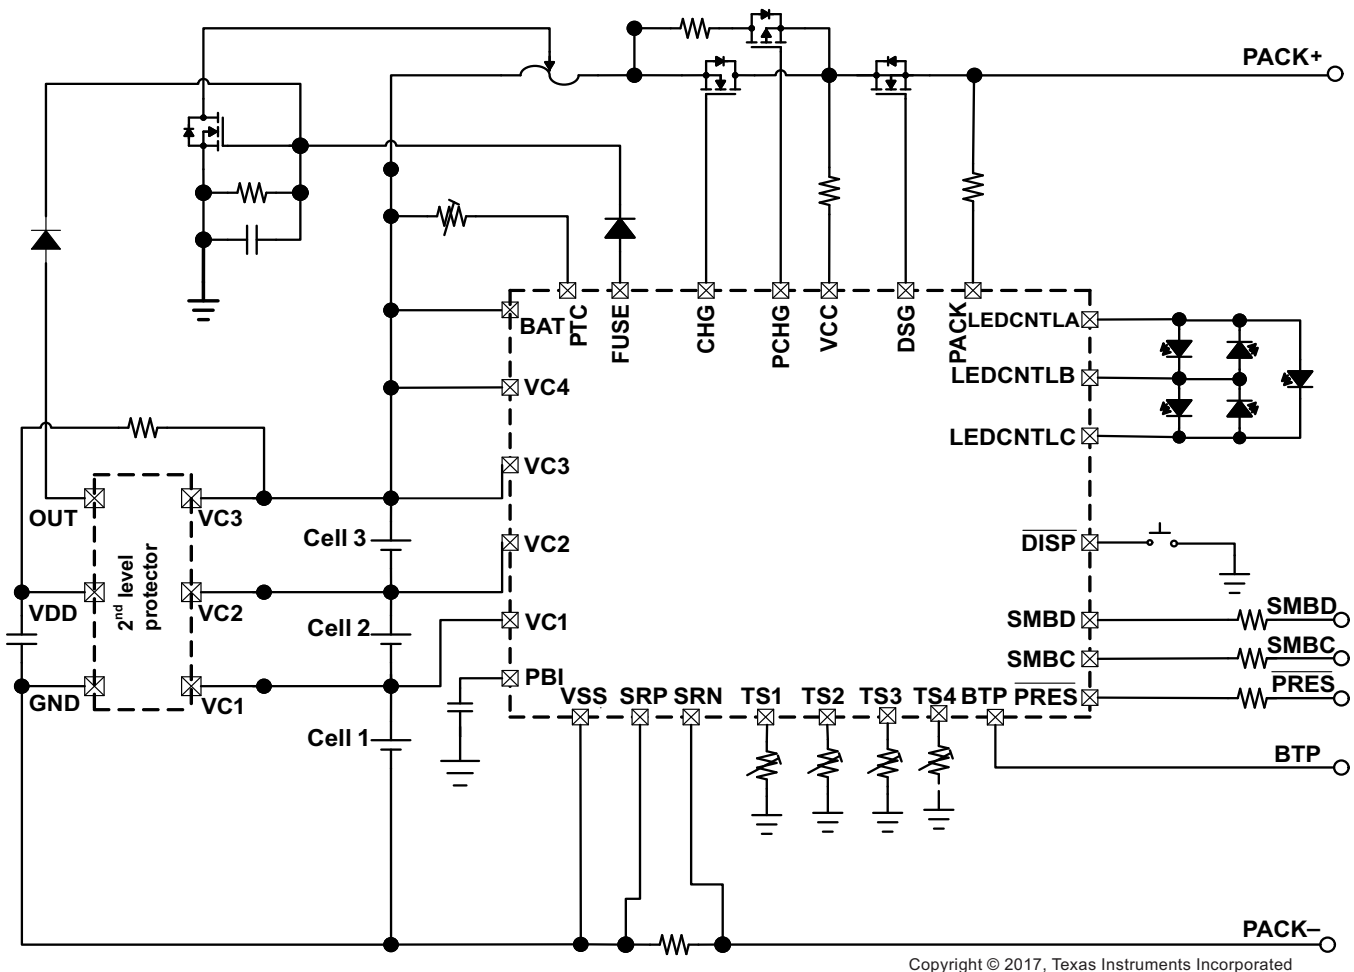 PACK+
BAT
PTC
FUSE
CHG
PCHG
VCC
DSG
PACK
LEDCNTLA
LEDCNTLB
LEDCNTLC
VC4
VC3
VC2
VC1
PBI
OUT
VDD
GND
2nd level
protector
VC3
VC2
VC1
Cell 3
Cell 2
Cell 1
DISP
SMBD
SMBC
PRES
SMBD
SMBC
PRES
VSS
SRP
SRN
TS1
TS2
TS3
TS4
BTP
BTP
PACK–
Copyright © 2017, Texas Instruments Incorporated